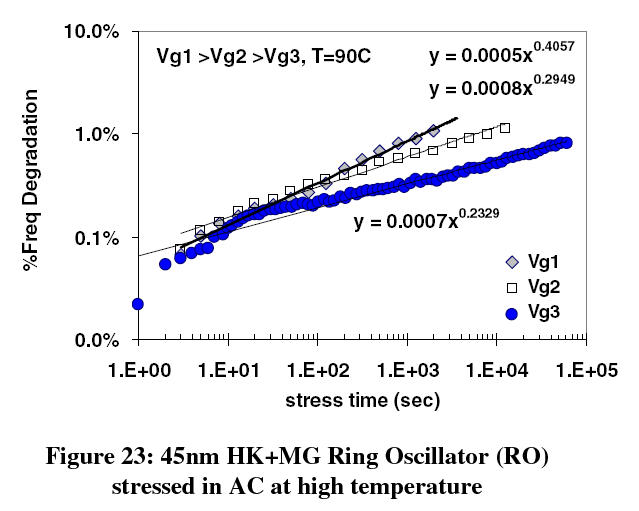 10.0%
Vg1 >Vg2 >Vg3, T=90C
y = 0.0005x^0.4057
y = 0.0008x^0.2949
1.0%
%Freq Degradation
y = 0.0007x^0.2329
0.1%
Vg1
Vg2
Vg3
0.0%
1.E+00 1.E+01 1.E+02 1.E+03 1.E+04 1.E+05
stress time (sec)
Figure 23: 45nm HK+MG Ring Oscillator (RO)
stressed in AC at high temperature